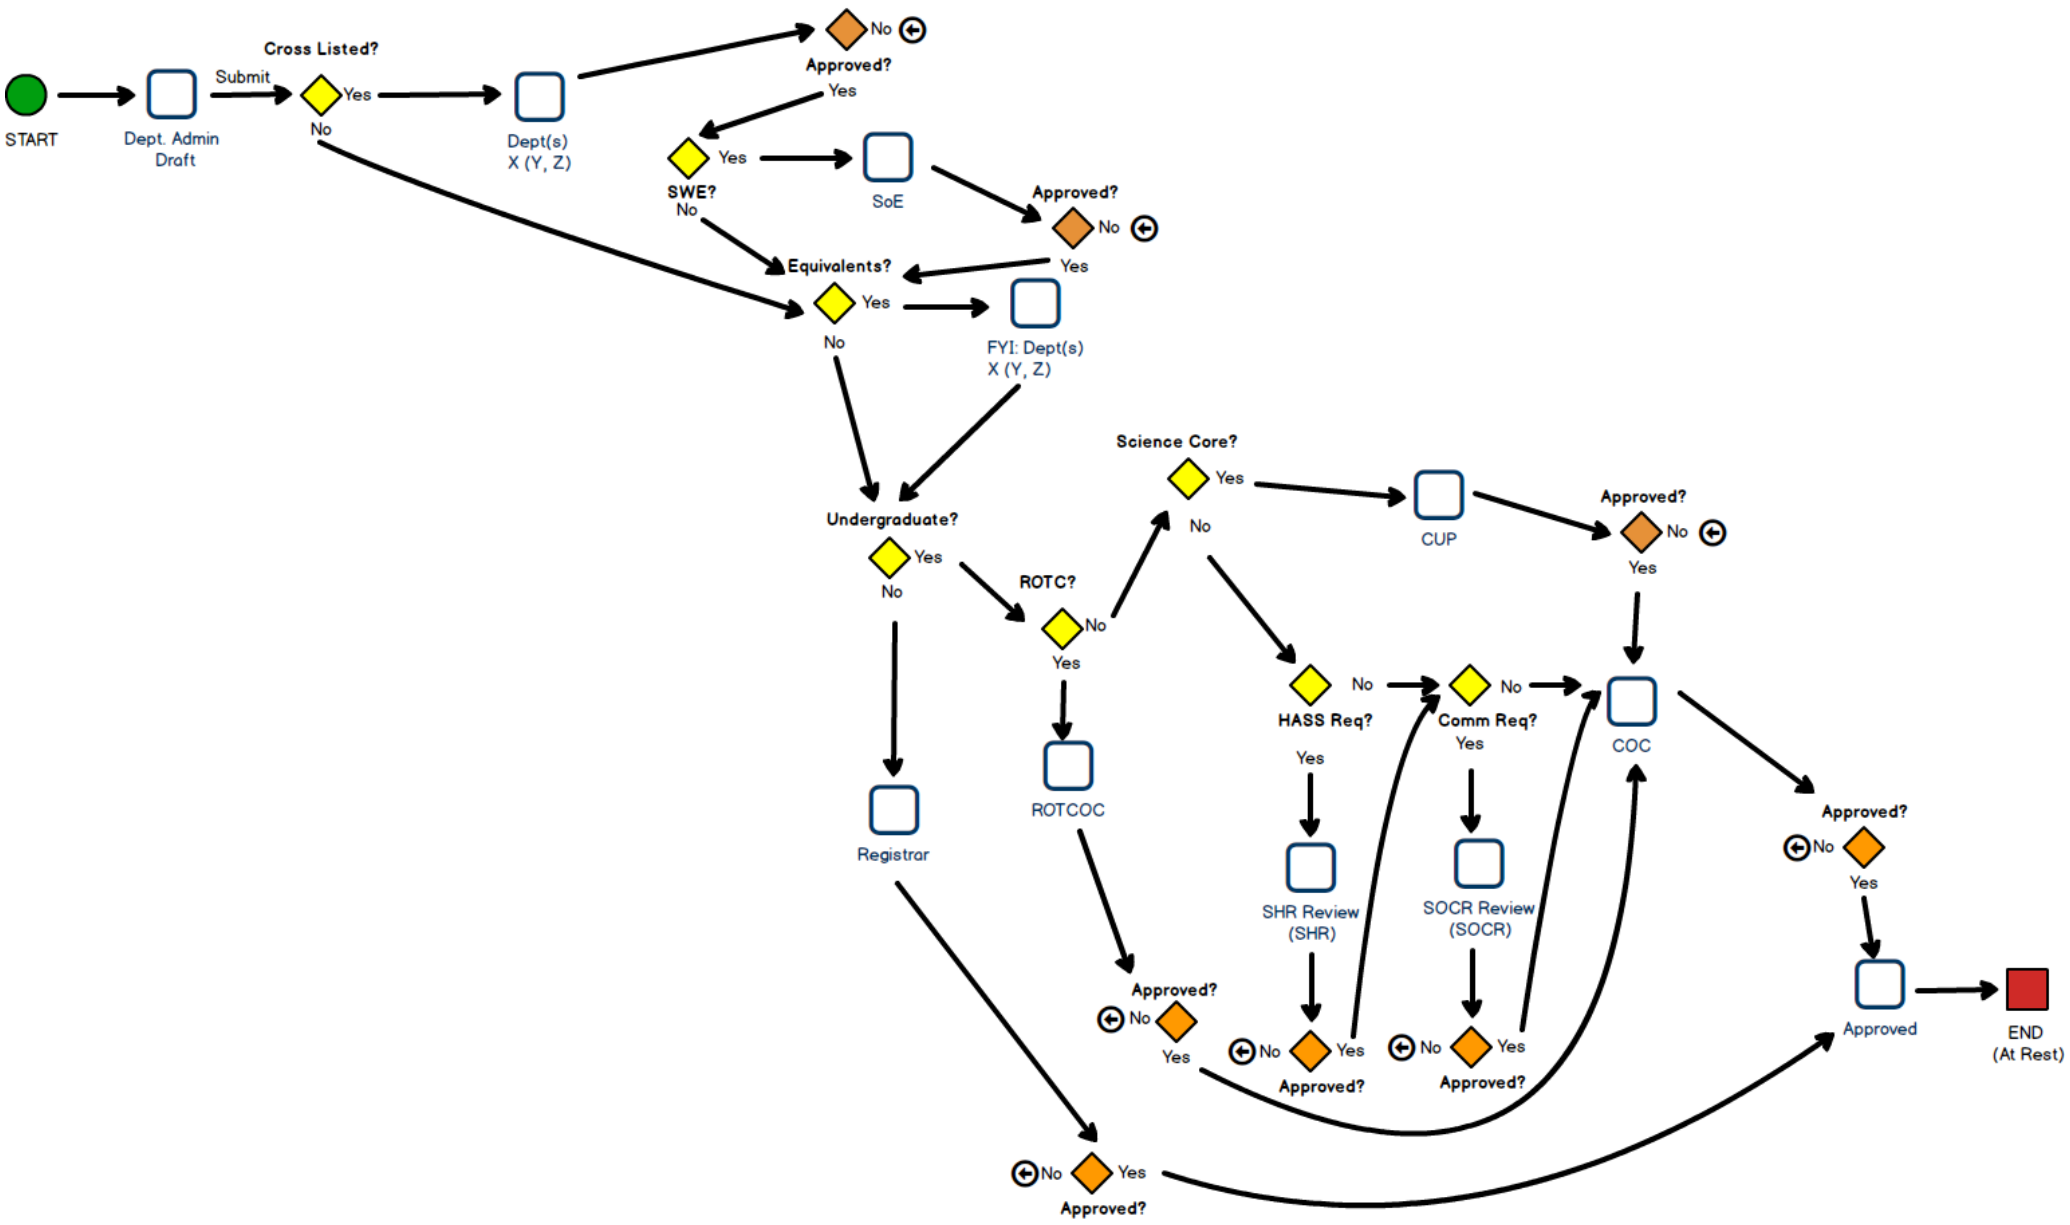 START
Dept. Admin
Draft
Submit
Cross Listed?
Yes
No
Dept(s)
X (Y, Z)
No
Approved?
Yes
Yes
SWE?
No
SoE
Approved?
No
Yes
Equivalents?
Yes
No
FYI: Dept(s)
X (Y, Z)
Undergraduate?
Yes
No
ROTC?
No
Yes
Science Core?
Yes
No
CUP
Approved?
No
Yes
No
HASS Req?
Yes
No
Comm Req?
Yes
COC
Registrar
ROTCOC
SHR Review
(SHR)
SOCR Review
(SOCR)
Approved?
No
Yes
Approved?
No
Yes
No
Yes
Approved?
No
Yes
Approved?
No
Yes
Approved?
Approved
END
(At Rest)